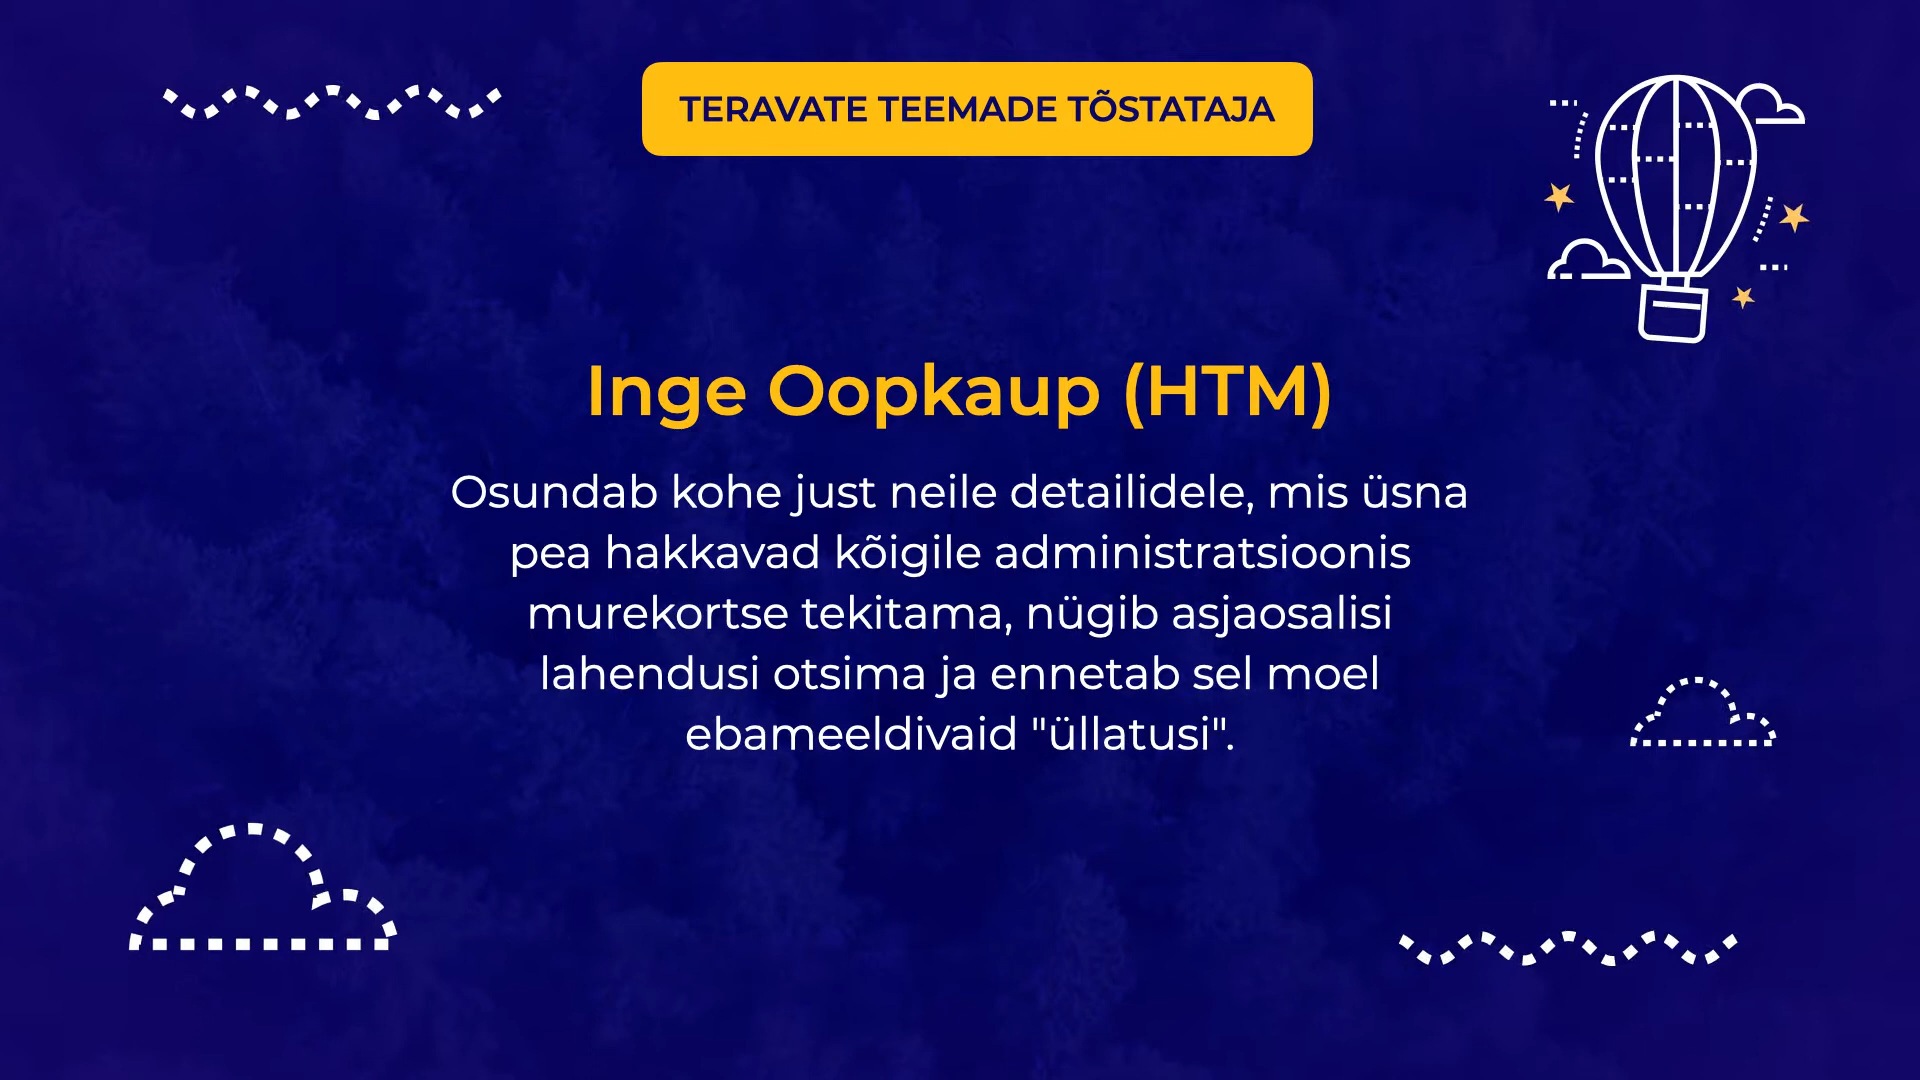 TERAVATE TEEMADE TÕSTATAJA
Inge Oopkaup (HTM)
Osundab kohe just neile detailidele, mis üsna
pea hakkavad kõigile administratsioonis
murekortse tekitama, nügib asjaosalisi
lahendusi otsima ja ennetab sel moel
ebameeldivaid "üllatusi".